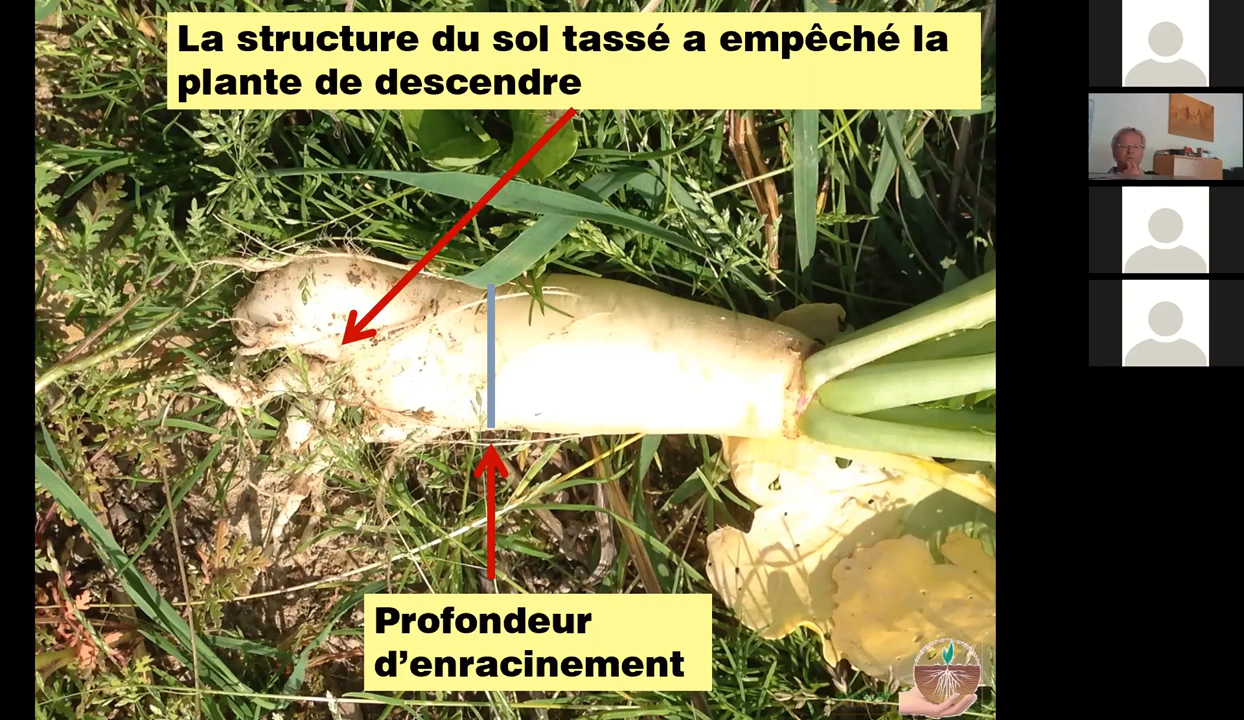 La structure du sol tassé a empêché la
plante de descendre
Profondeur
d’enracinement